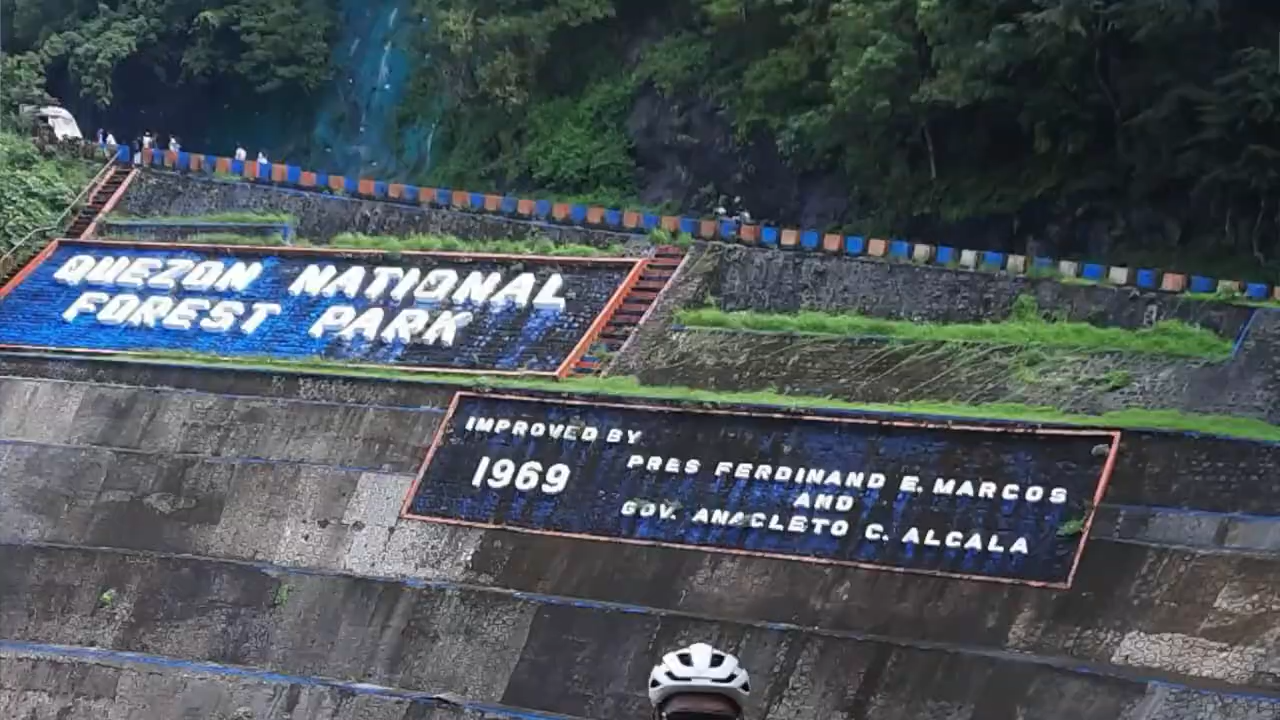 QUEZON NATIONAL
FOREST PARK
IMPROVED BY
1969
PRES FERDINAND E. MARCOS
AND
GOV. ANACLETO C. ALCALA